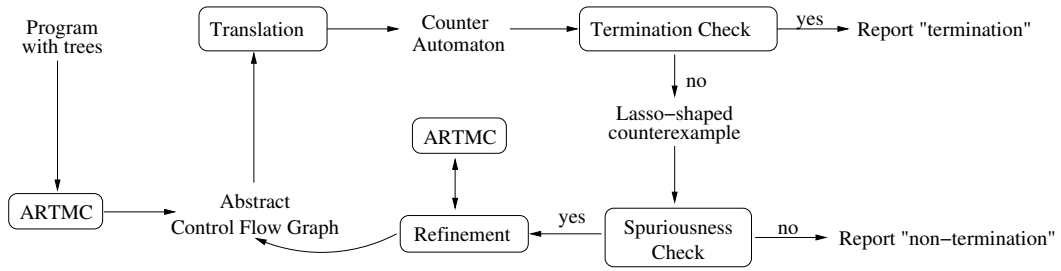 Program
with trees
Translation
Counter
Automaton
Termination Check
yes
Report "termination"
no
Lasso−shaped
counterexample
ARTMC
ARTMC
Abstract
Control Flow Graph
Refinement
yes
Spuriousness
Check
no
Report "non−termination"